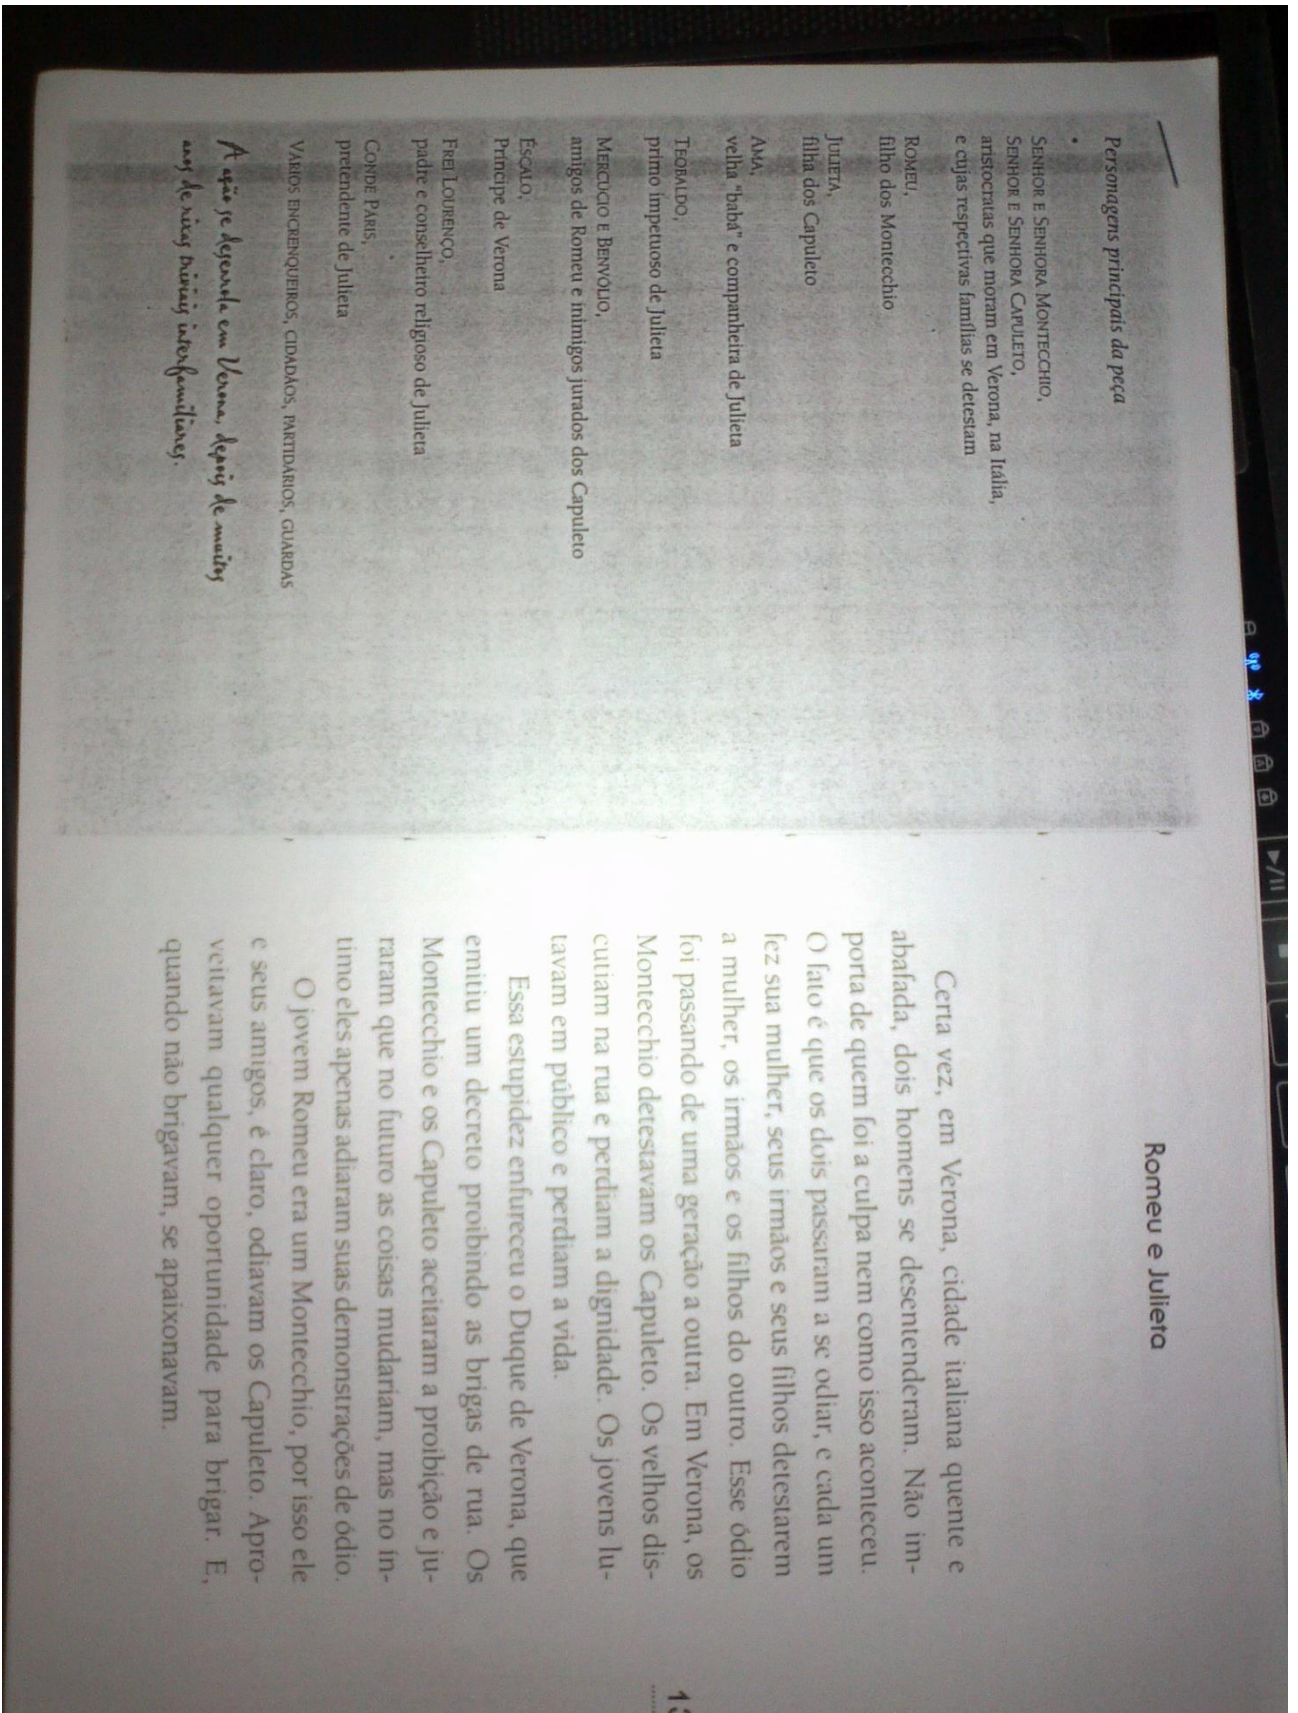 Personagens principais da peça
SENHOR E SENHORA MONTECCHIO,
SENHOR E SENHORA CAPULETO,
aristocratas que moram em Verona, na Itália,
e cujas respectivas famílias se detestam
ROMEU,
filho dos Montecchio
JULIETA,
filha dos Capuleto
AMA,
velha "babá" e companheira de Julieta
TEOBALDO,
primo impetuoso de Julieta
MERCÚCIO E BENVÓLIO,
amigos de Romeu e inimigos jurados dos Capuleto
ÉSCALO,
Príncipe de Verona
FREI LOURENÇO,
padre e conselheiro religioso de Julieta
CONDE PÁRIS,
pretendente de Julieta
VÁRIOS ENCRENQUEIROS, CIDADÃOS, PARTIDÁRIOS, GUARDAS
A ação se desenrola em Verona, depois de muitos
anos de rixas triviais interfamiliares.
Romeu e Julieta
Certa vez, em Verona, cidade italiana quente e
abafada, dois homens se desentenderam. Não im-
porta de quem foi a culpa nem como isso aconteceu.
O fato é que os dois passaram a se odiar, e cada um
fez sua mulher, seus irmãos e seus filhos detestarem
a mulher, os irmãos e os filhos do outro. Esse ódio
foi passando de uma geração a outra. Em Verona, os
Montecchio detestavam os Capuleto. Os velhos dis-
cutiam na rua e perdiam a dignidade. Os jovens lu-
tavam em público e perdiam a vida.
Essa estupidez enfureceu o Duque de Verona, que
emitiu um decreto proibindo as brigas de rua. Os
Montecchio e os Capuleto aceitaram a proibição e ju-
raram que no futuro as coisas mudariam, mas no ín-
timo eles apenas adiaram suas demonstrações de ódio.
O jovem Romeu era um Montecchio, por isso ele
e seus amigos, é claro, odiavam os Capuleto. Apro-
veitavam qualquer oportunidade para brigar. E,
quando não brigavam, se apaixonavam.